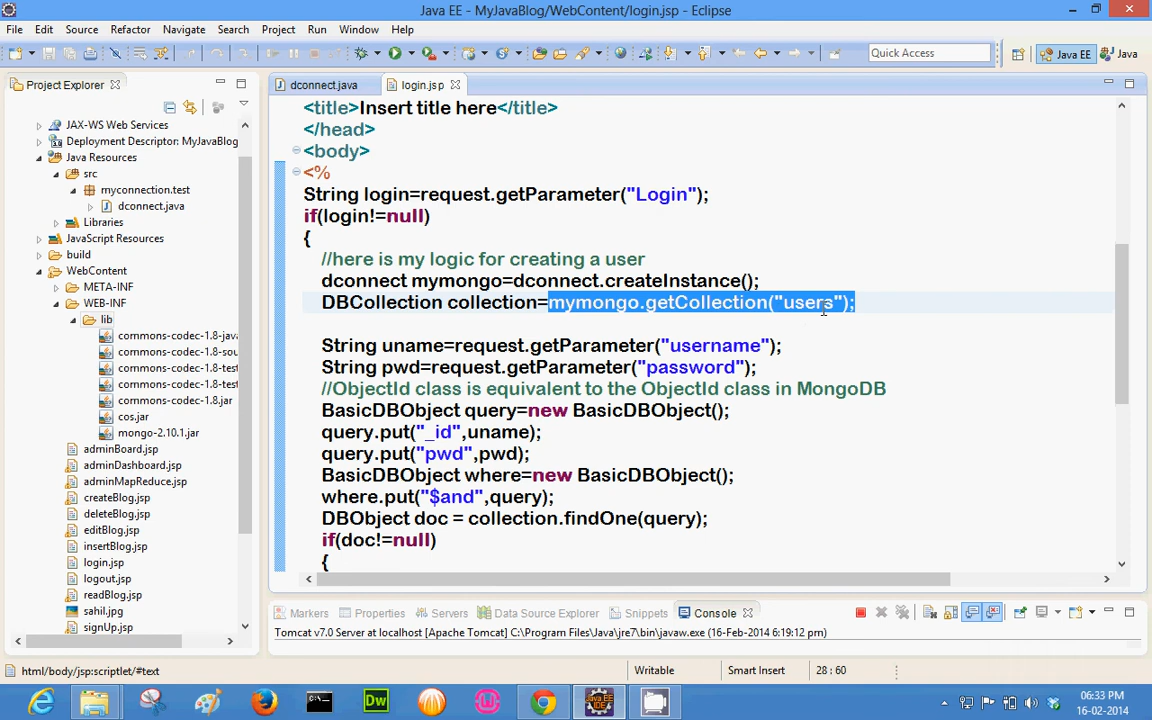 Java EE - MyJavaBlog/WebContent/login.jsp - Eclipse
File Edit Source Refactor Navigate Search Project Run Window Help
Quick Access
Java EE
Java
Project Explorer
dconnect.java
login.jsp
JAX-WS Web Services
Deployment Descriptor: MyJavaBlog
Java Resources
src
myconnection.test
dconnect.java
Libraries
JavaScript Resources
build
WebContent
META-INF
WEB-INF
lib
commons-codec-1.8-java
commons-codec-1.8-sou
commons-codec-1.8-test
commons-codec-1.8-test
commons-codec-1.8.jar
cos.jar
mongo-2.10.1.jar
adminBoard.jsp
adminDashboard.jsp
adminMapReduce.jsp
createBlog.jsp
deleteBlog.jsp
editBlog.jsp
insertBlog.jsp
login.jsp
logout.jsp
readBlog.jsp
sahil.jpg
signUp.jsp
<title>Insert title here</title>
</head>
<body>
<%
String login=request.getParameter("Login");
if(login!=null)
{
//here is my logic for creating a user
dconnect mymongo=dconnect.createInstance();
DBCollection collection=mymongo.getCollection("users");
String uname=request.getParameter("username");
String pwd=request.getParameter("password");
//ObjectId class is equivalent to the ObjectId class in MongoDB
BasicDBObject query=new BasicDBObject();
query.put("_id",uname);
query.put("pwd",pwd);
BasicDBObject where=new BasicDBObject();
where.put("$and",query);
DBObject doc = collection.findOne(query);
if(doc!=null)
{
Markers Properties Servers Data Source Explorer Snippets Console
Tomcat v7.0 Server at localhost [Apache Tomcat] C:\Program Files\Java\jre7\bin\javaw.exe (16-Feb-2014 6:19:12 pm)
html/body/jsp:scriptlet/#text
Writable
Smart Insert
28 : 60
06:33 PM
16-02-2014